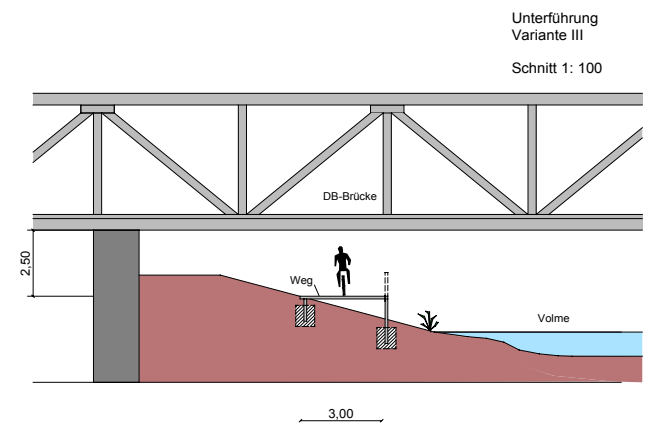 Unterführung
Variante III
Schnitt 1: 100
DB-Brücke
2,50
Weg
Volme
3,00